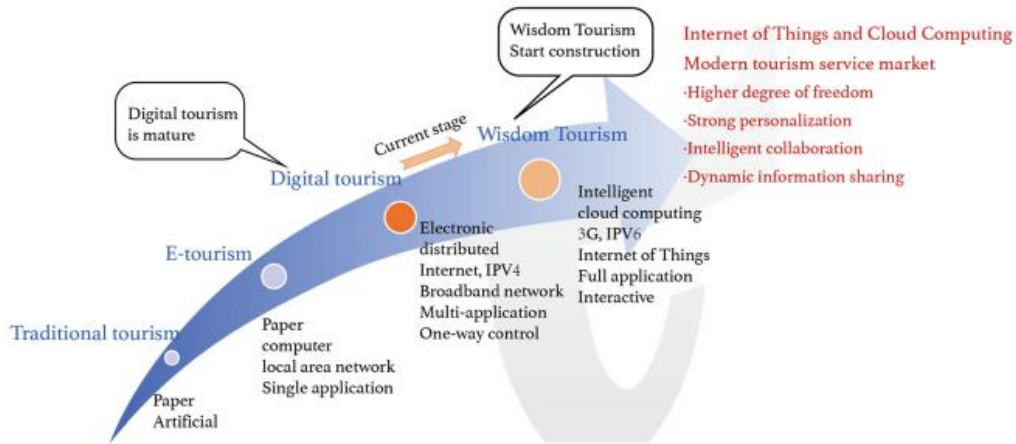 Wisdom Tourism
Start construction
Internet of Things and Cloud Computing
Modern tourism service market
·Higher degree of freedom
·Strong personalization
·Intelligent collaboration
·Dynamic information sharing
Digital tourism
is mature
Current stage
Wisdom Tourism
Digital tourism
Intelligent
cloud computing
3G, IPV6
Internet of Things
Full application
Interactive
Electronic
distributed
Internet, IPV4
Broadband network
Multi-application
One-way control
E-tourism
Paper
computer
local area network
Single application
Traditional tourism
Paper
Artificial